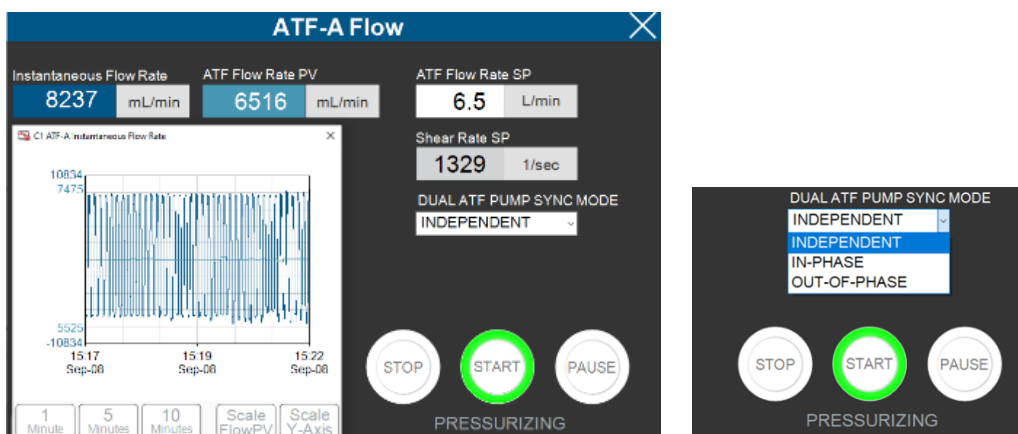 ATF-A Flow
Instantaneous Flow Rate
8237 mL/min
ATF Flow Rate PV
6516 mL/min
ATF Flow Rate SP
6.5 L/min
C1 ATF-A Instantaneous Flow Rate
10834
7475
5525
-10834
15:17 15:19 15:22
Sep-08 Sep-08 Sep-08
1 Minute
5 Minutes
10 Minutes
Scale FlowPV
Scale Y-Axis
Shear Rate SP
1329 1/sec
DUAL ATF PUMP SYNC MODE
INDEPENDENT
STOP START PAUSE
PRESSURIZING
DUAL ATF PUMP SYNC MODE
INDEPENDENT
INDEPENDENT
IN-PHASE
OUT-OF-PHASE
STOP START PAUSE
PRESSURIZING